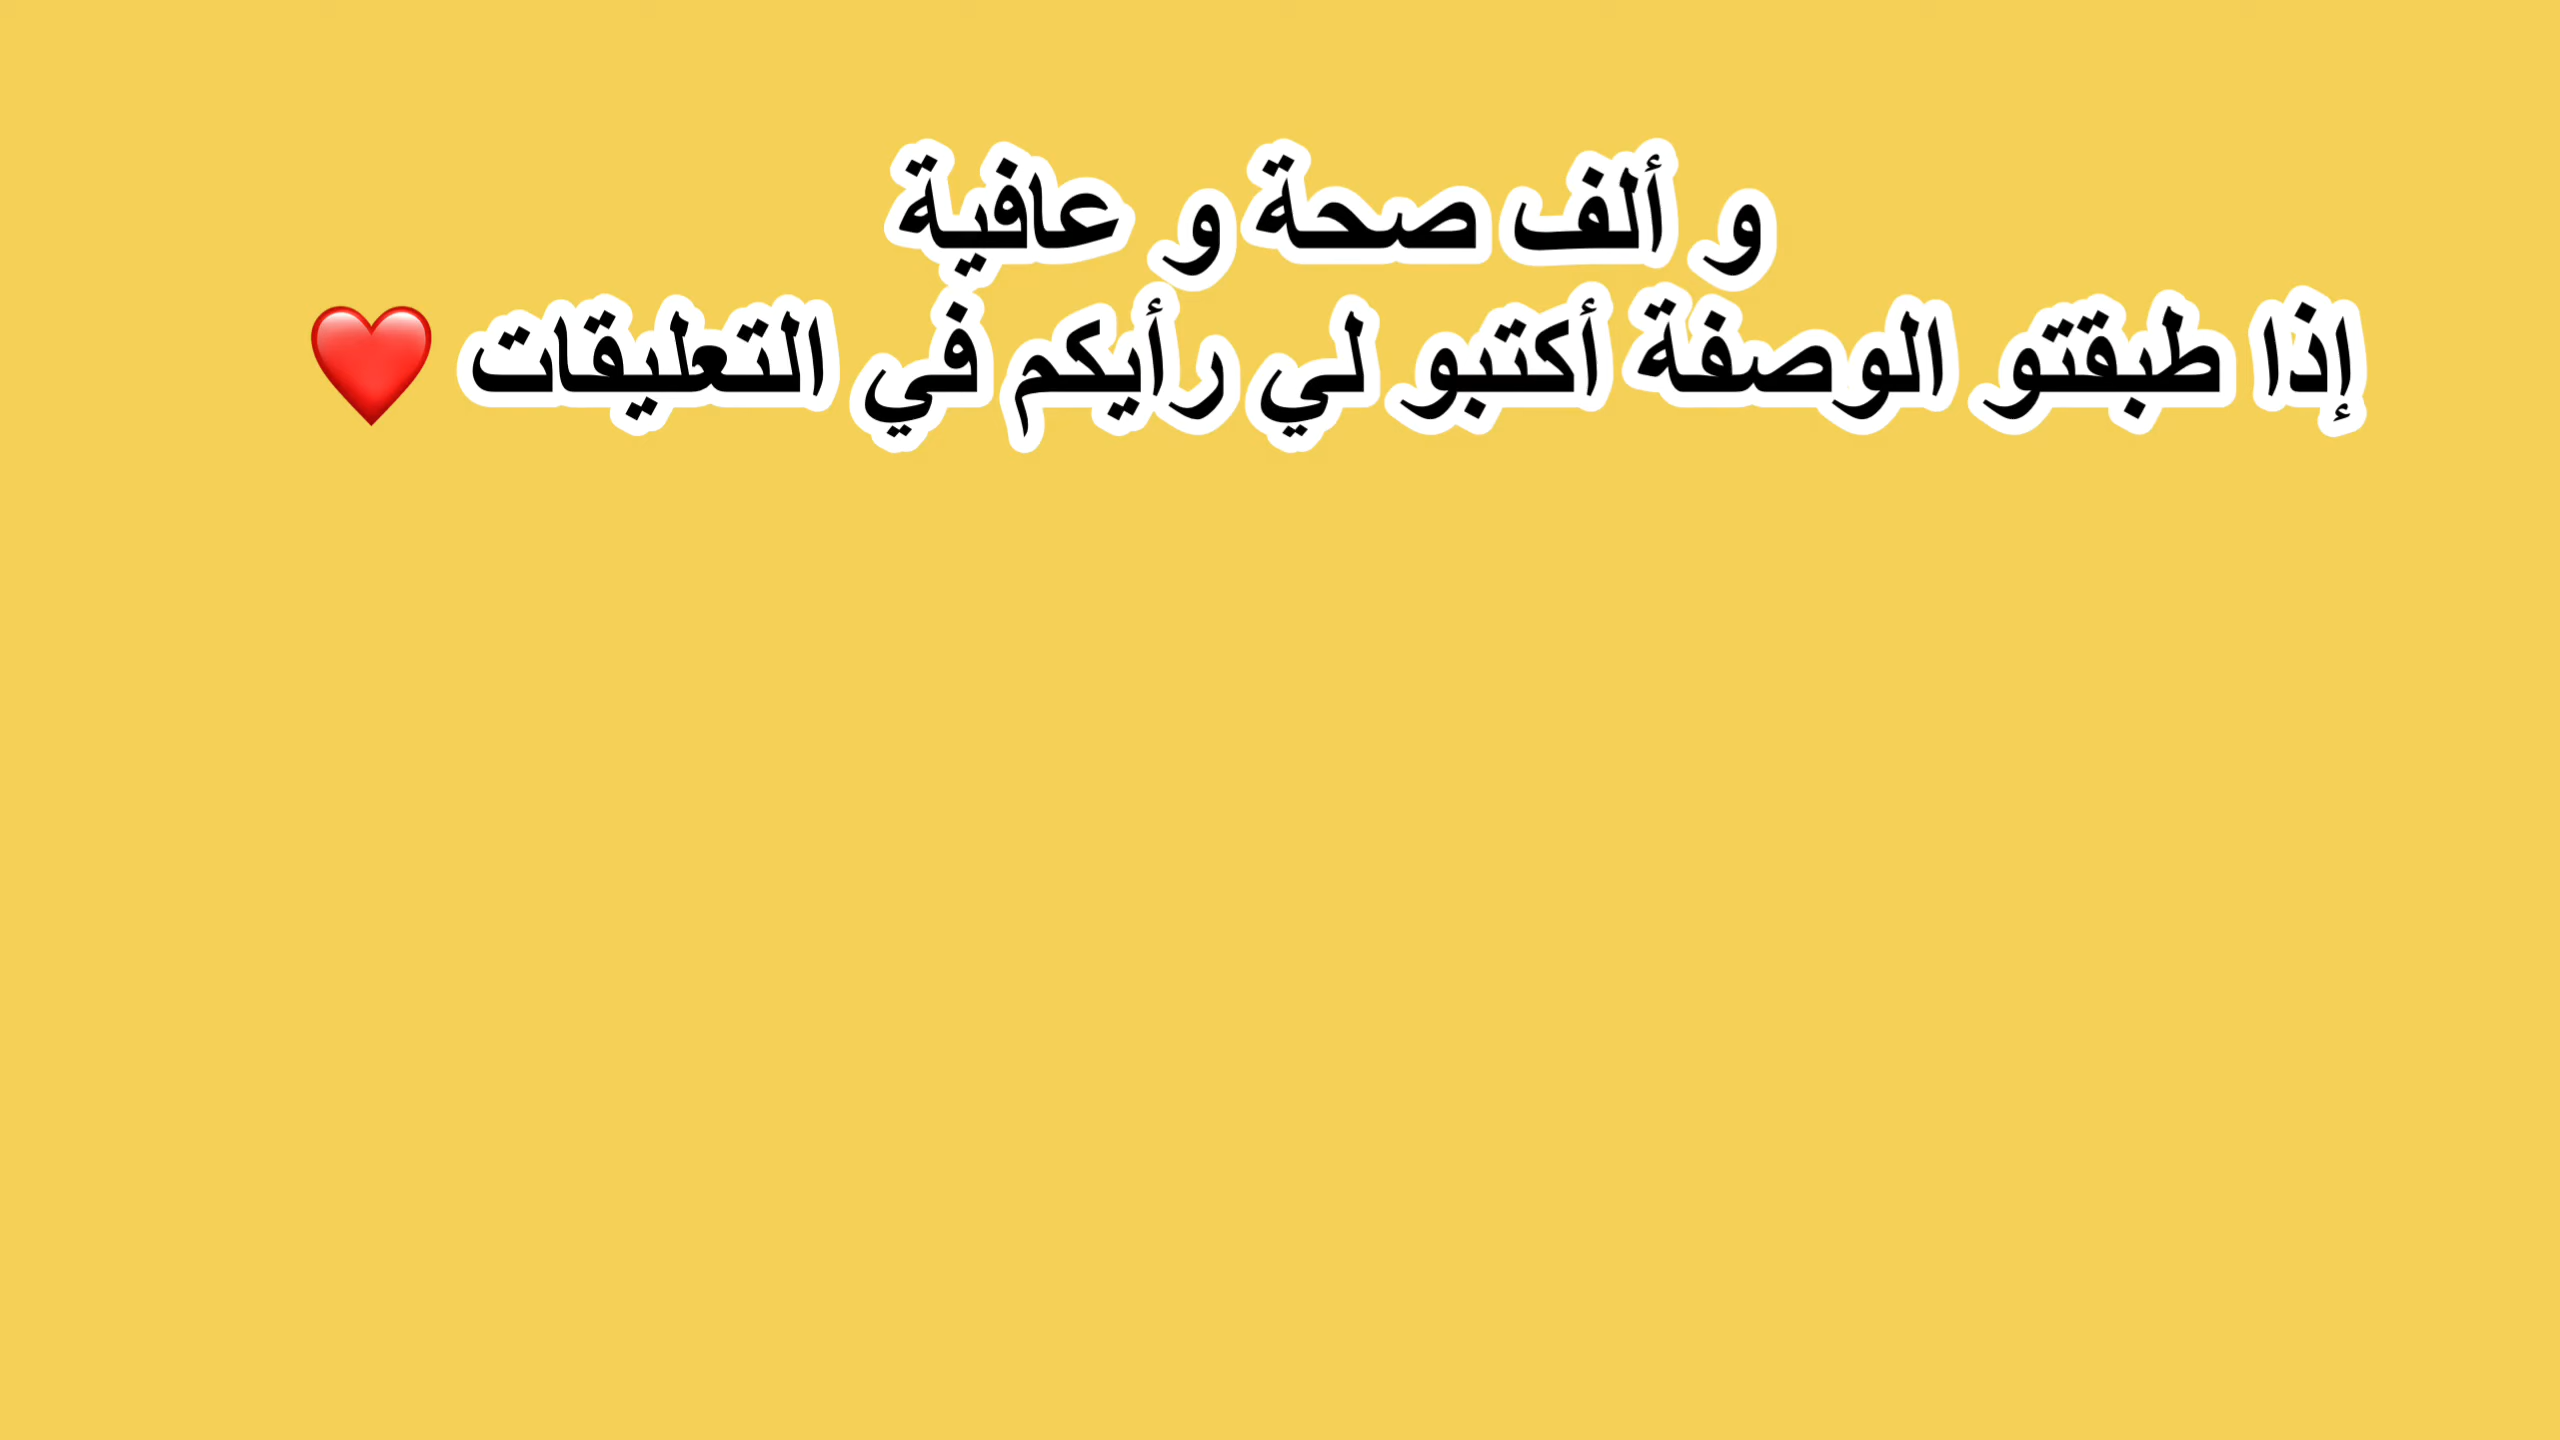 و ألف صحة و عافية
إذا طبقتو الوصفة أكتبو لي رأيكم في التعليقات ❤️